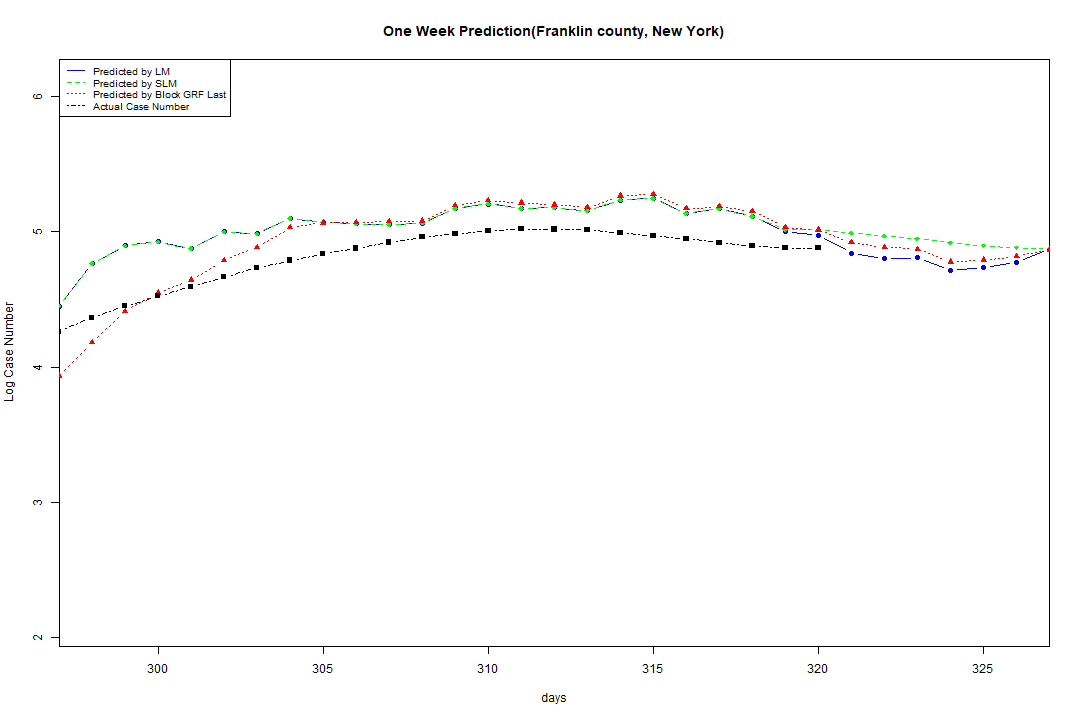 One Week Prediction(Franklin county, New York)
Predicted by LM
Predicted by SLM
Predicted by Block GRF Last
Actual Case Number
6
5
4
3
2
Log Case Number
300 305 310 315 320 325
days